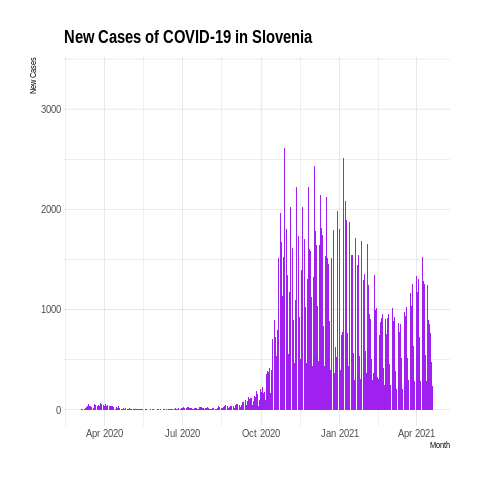 New Cases of COVID-19 in Slovenia
New Cases
3000
2000
1000
0
Apr 2020 Jul 2020 Oct 2020 Jan 2021 Apr 2021
Month